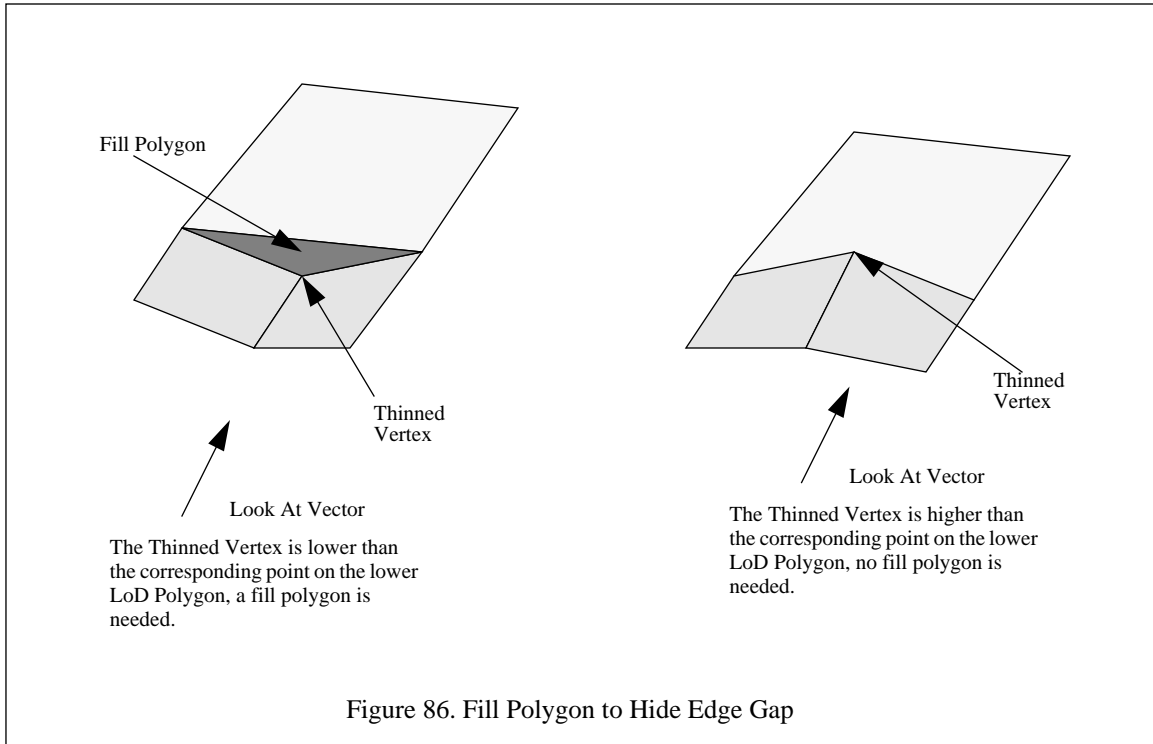 Fill Polygon
Thinned
Vertex
Look At Vector
The Thinned Vertex is lower than
the corresponding point on the lower
LoD Polygon, a fill polygon is
needed.
Thinned
Vertex
Look At Vector
The Thinned Vertex is higher than
the corresponding point on the lower
LoD Polygon, no fill polygon is
needed.
Figure 86. Fill Polygon to Hide Edge Gap